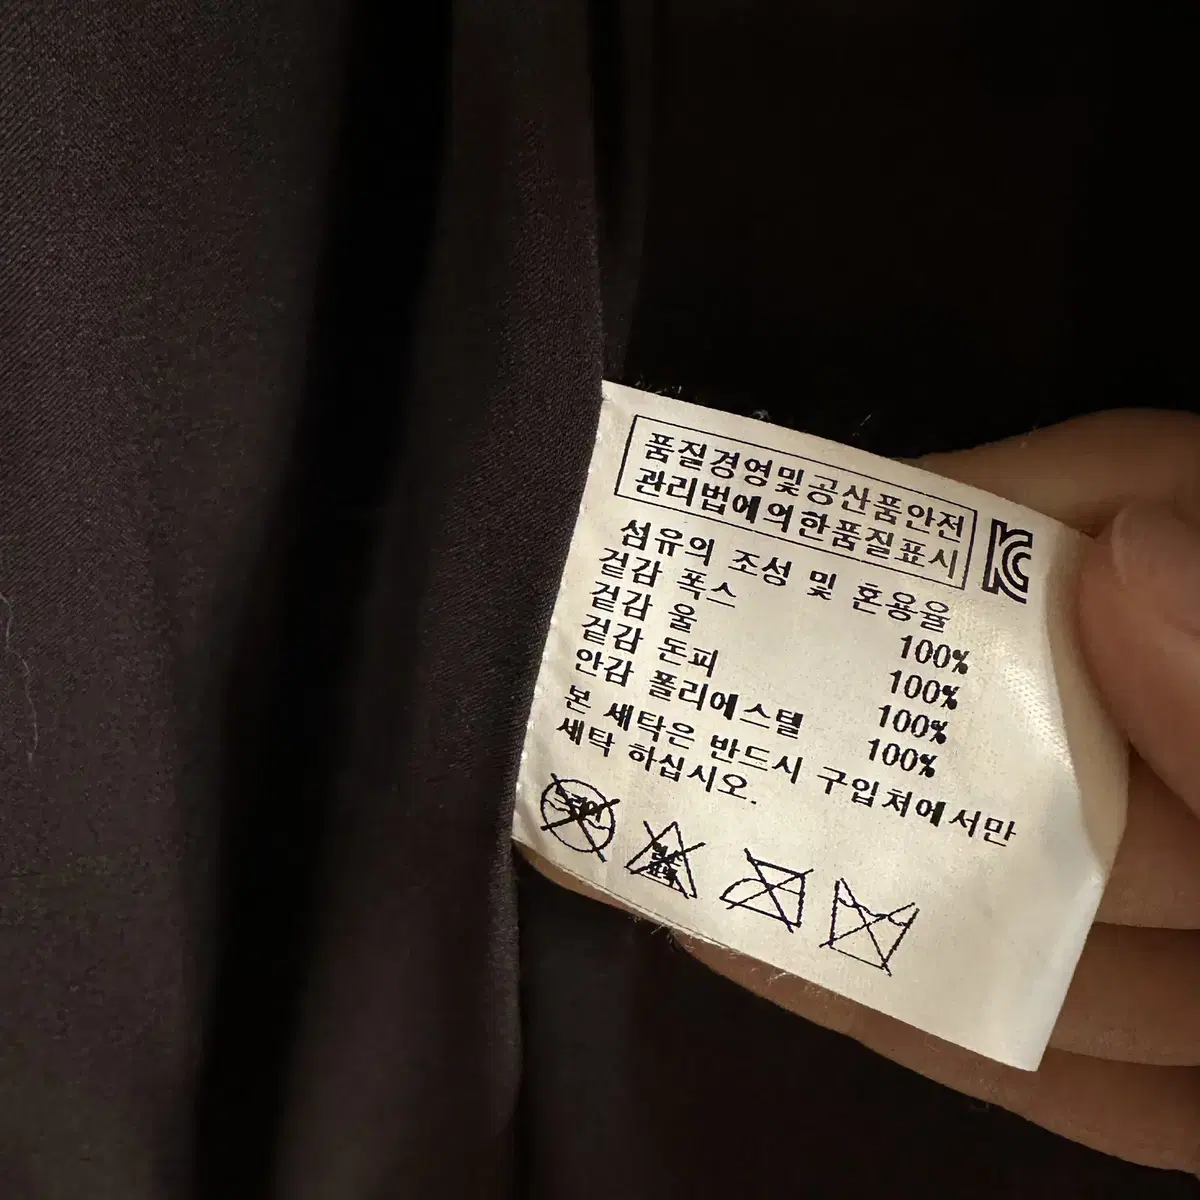 품질경영및공산품안전
관리법에의한품질표시
섬유의 조성 및 혼용율
겉감 폭스 100%
겉감 울 100%
겉감 돈피 100%
안감 폴리에스텔 100%
본 세탁은 반드시 구입처에서만
세탁 하십시오.